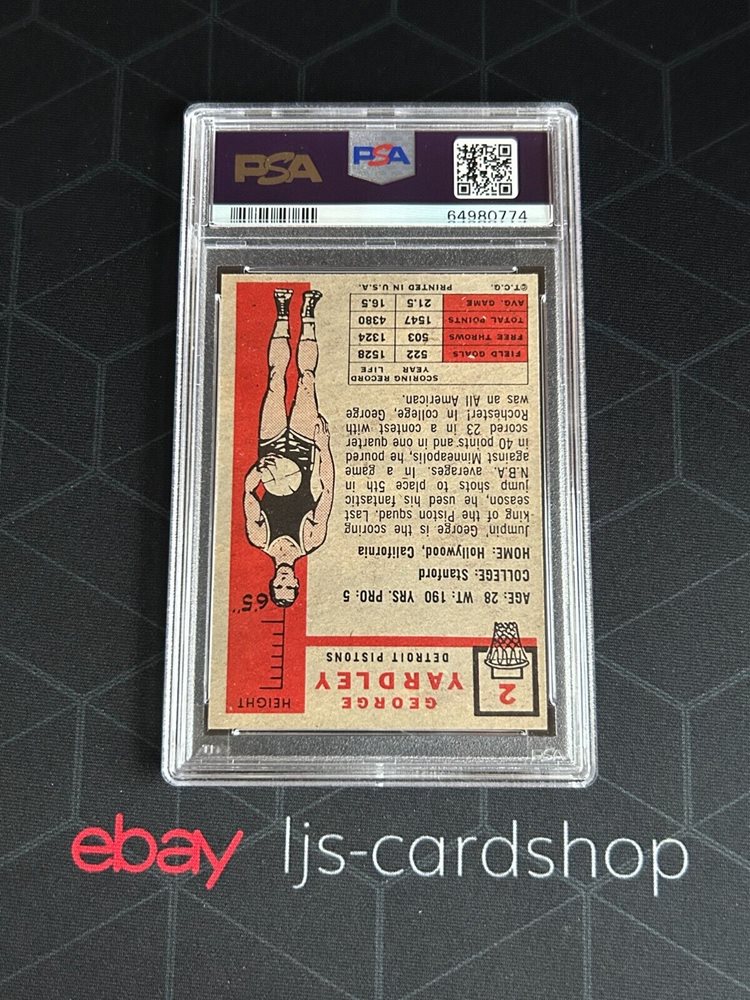 PSA PSA
64980774
2
GEORGE
YARDLEY
DETROIT PISTONS
HEIGHT
6'5"
AGE: 28 WT: 190 YRS. PRO: 5
COLLEGE: Stanford
HOME: Hollywood, California
Jumpin' George is the scoring
king of the Piston squad. Last
season, he used his fantastic
jump shots to place 5th in
N.B.A. averages. In a game
against Minneapolis, he poured
in 40 points and in one quarter
scored 23 in a contest with
Rochester! In college, George
was an All American.
SCORING RECORD
YEAR LIFE
FIELD GOALS 522 1528
FREE THROWS 503 1324
TOTAL POINTS 1547 4380
AVG. GAME 21.5 16.5
©T.C.G. PRINTED IN U.S.A.
PSA
ebay ljs-cardshop